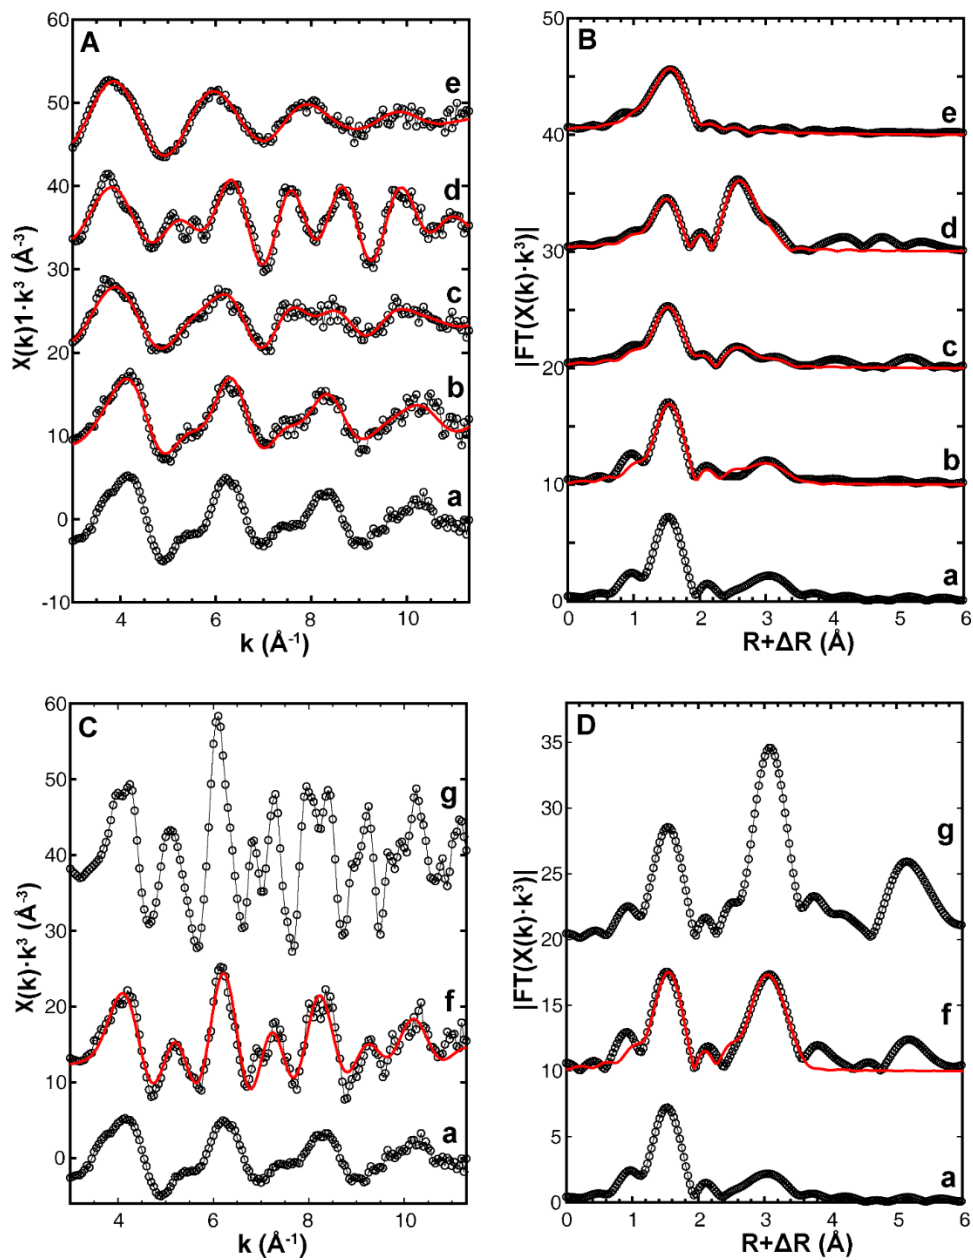 A
X(k)1·k³ (Å⁻³)
60
50
40
30
20
10
0
-10
e
d
c
b
a
4 6 8 10
k (Å⁻¹)
B
|FT(X(k)·k³)|
50
40
30
20
10
0
e
d
c
b
a
0 1 2 3 4 5 6
R+ΔR (Å)
C
X(k)·k³ (Å⁻³)
60
50
40
30
20
10
0
g
f
a
4 6 8 10
k (Å⁻¹)
D
|FT(X(k)·k³)|
35
30
25
20
15
10
5
0
g
f
a
0 1 2 3 4 5 6
R+ΔR (Å)